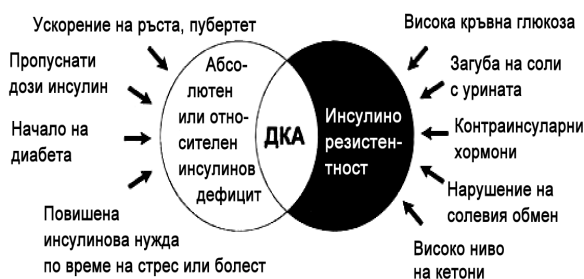 Ускорение на ръста, пубертет
Пропуснати
дози инсулин
Начало на
диабета
Повишена
инсулинова нужда
по време на стрес или болест
Абсо-
лютен
или отно-
сителен
инсулинов
дефицит
ДКА
Инсулино
резистен-
тност
Висока кръвна глюкоза
Загуба на соли
с урината
Контраинсуларни
хормони
Нарушение на
солевия обмен
Високо ниво
на кетони